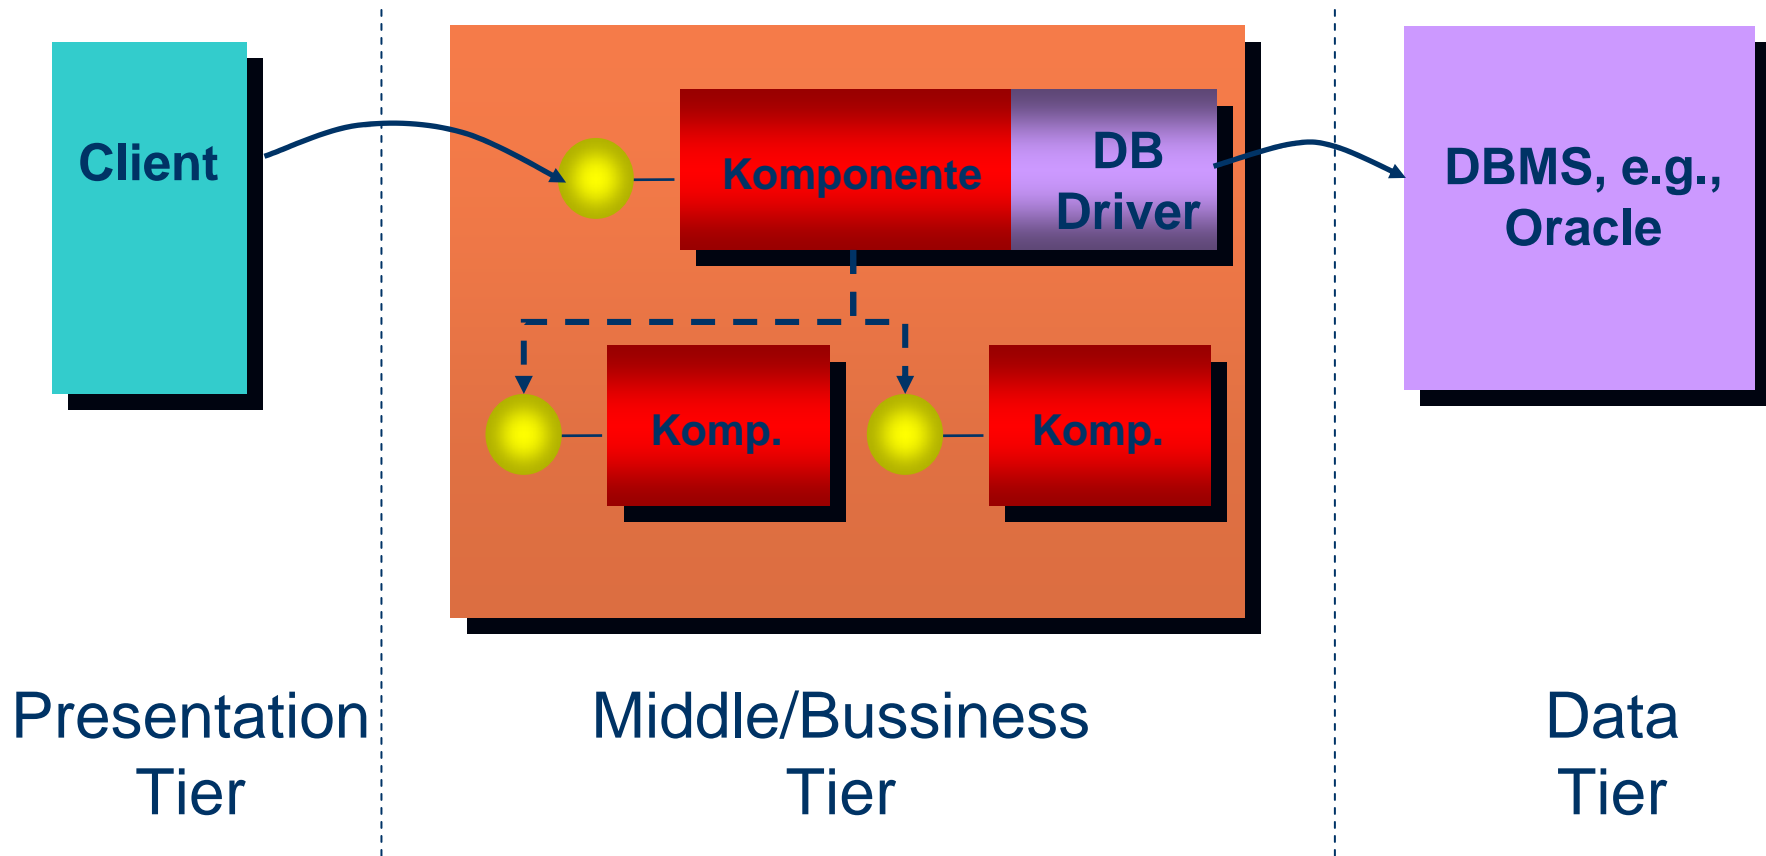 Client
Komponente
DB
Driver
DBMS, e.g.,
Oracle
Komp.
Komp.
Presentation
Tier
Middle/Bussiness
Tier
Data
Tier